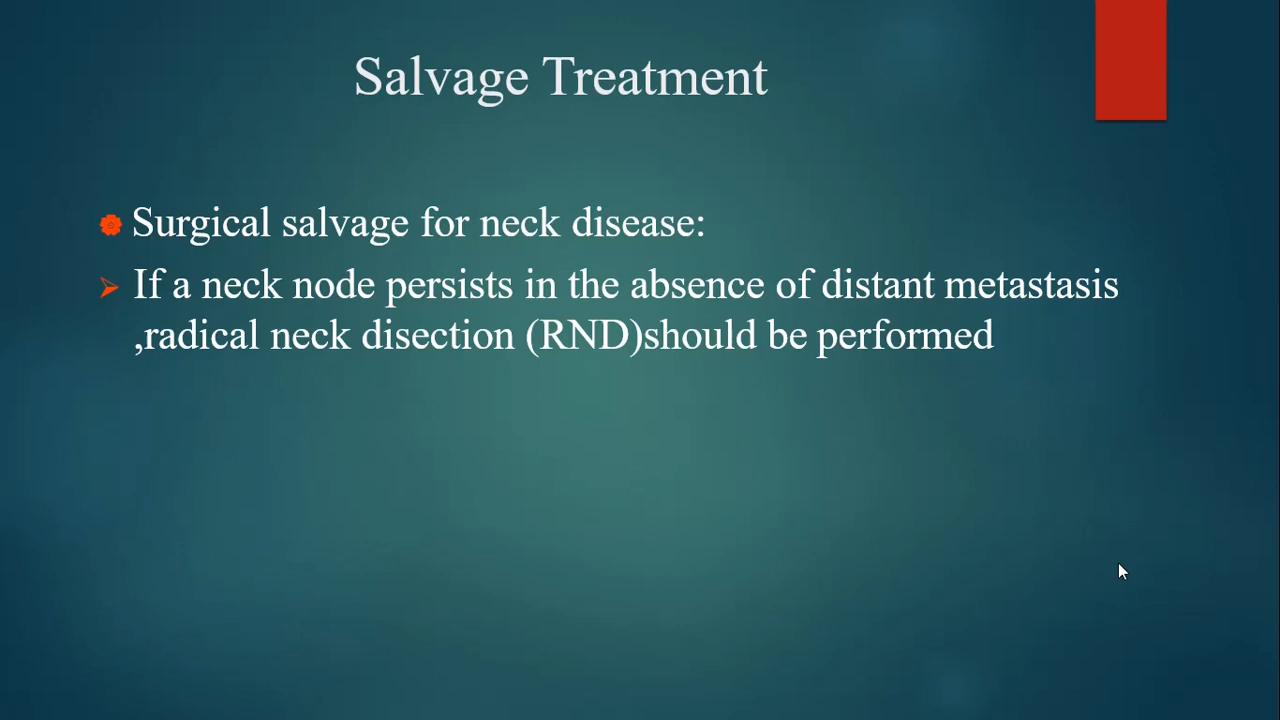 Salvage Treatment
Surgical salvage for neck disease:
If a neck node persists in the absence of distant metastasis
,radical neck disection (RND)should be performed